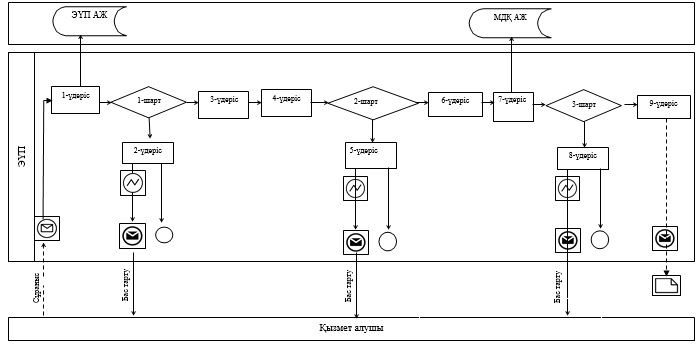 ЭҮП АЖ
МДҚ АЖ
1-үдеріс
1-шарт
3-үдеріс
4-үдеріс
2-шарт
6-үдеріс
7-үдеріс
3-шарт
9-үдеріс
2-үдеріс
5-үдеріс
8-үдеріс
ЭҮП
Сұраныс
Бас тарту
Бас тарту
Бас тарту
Қызмет алушы